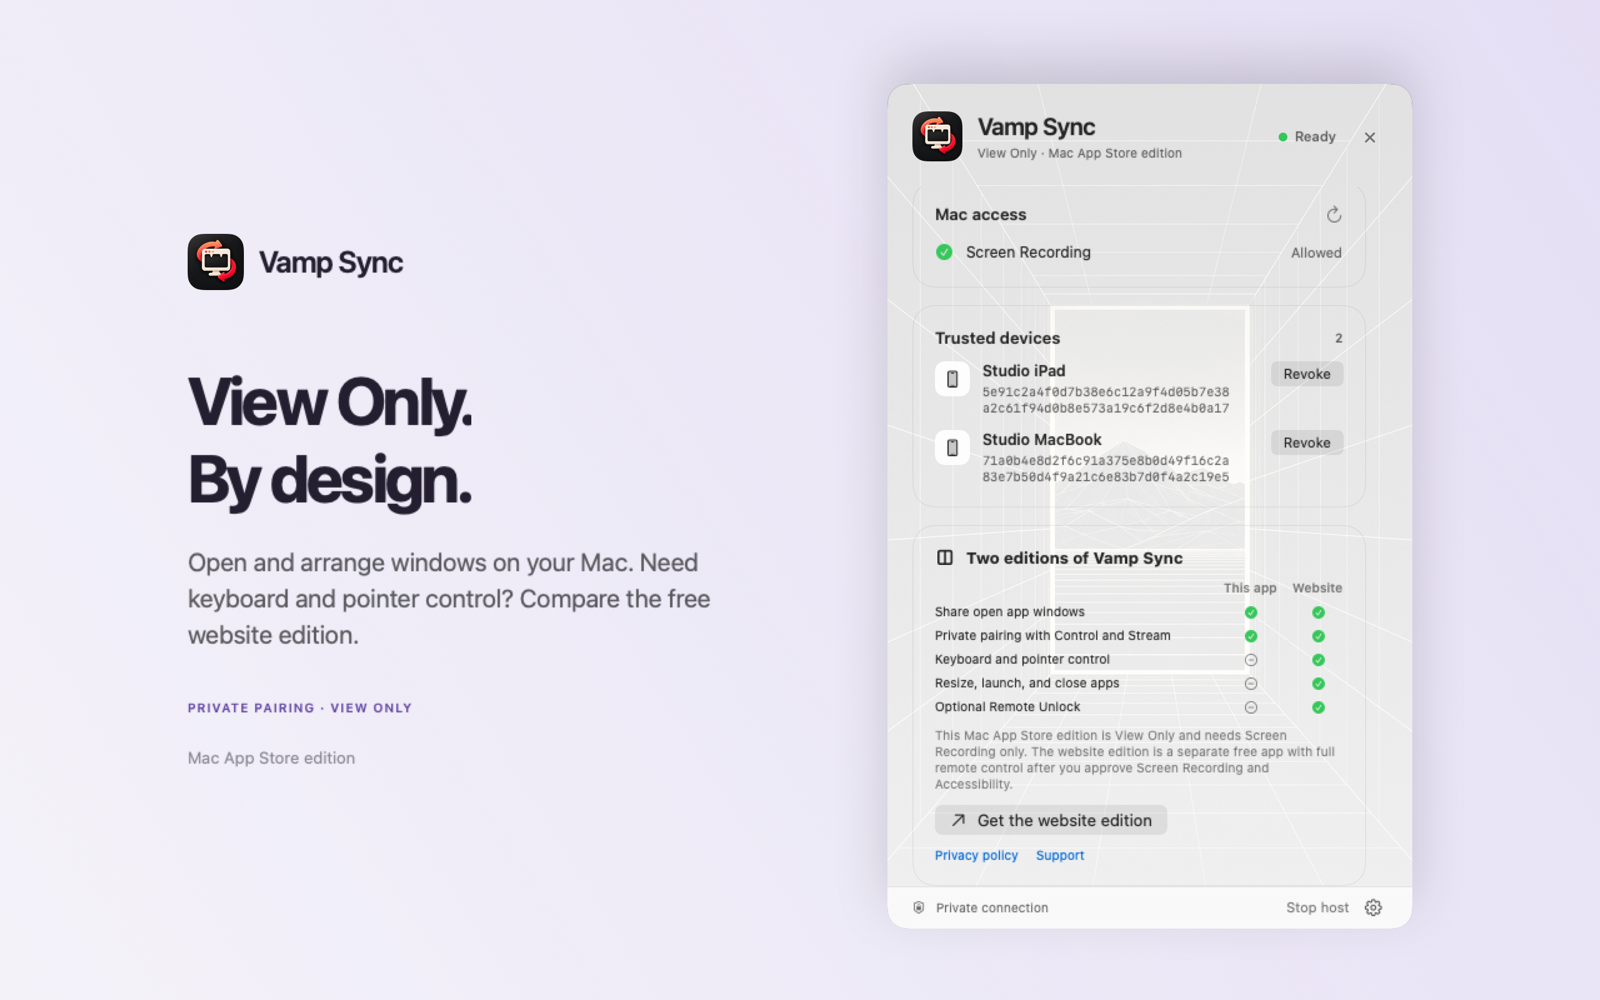 Vamp Sync
View Only.
By design.
Open and arrange windows on your Mac. Need
keyboard and pointer control? Compare the free
website edition.
PRIVATE PAIRING · VIEW ONLY
Mac App Store edition
Vamp Sync
View Only · Mac App Store edition
Ready
Mac access
Screen Recording
Allowed
Trusted devices
2
Studio iPad
Revoke
5e91c2a4f0d7b38e6c12a9f4d05b7e38
a2c61f94d0b8e573a19c6f2d8e4b0a17
Studio MacBook
Revoke
71a0b4e8d2f6c91a375e8b0d49f16c2a
83e7b50d4f9a21c6e83b7d0f4a2c19e5
Two editions of Vamp Sync
This app Website
Share open app windows
Private pairing with Control and Stream
Keyboard and pointer control
Resize, launch, and close apps
Optional Remote Unlock
This Mac App Store edition is View Only and needs Screen
Recording only. The website edition is a separate free app with full
remote control after you approve Screen Recording and
Accessibility.
Get the website edition
Privacy policy Support
Private connection
Stop host